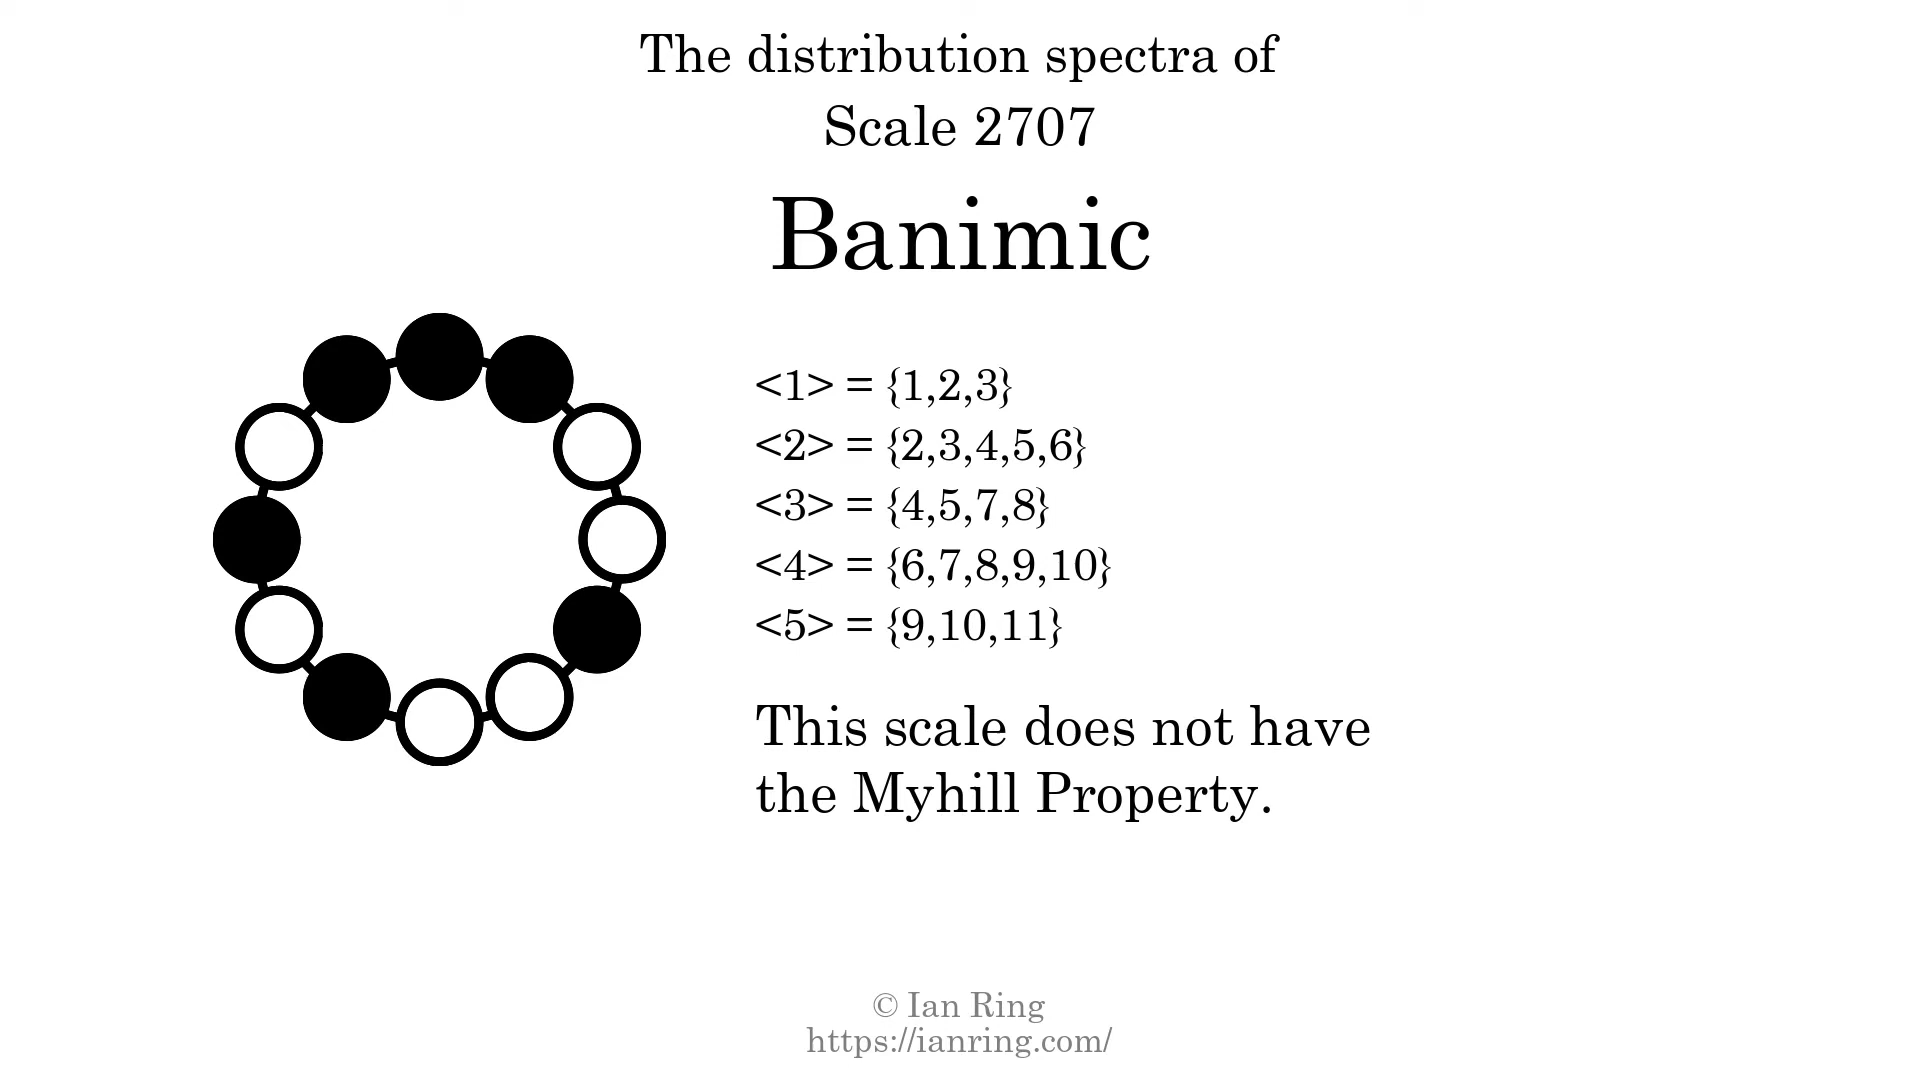 The distribution spectra of
Scale 2707
Banimic
<1> = {1,2,3}
<2> = {2,3,4,5,6}
<3> = {4,5,7,8}
<4> = {6,7,8,9,10}
<5> = {9,10,11}
This scale does not have
the Myhill Property.
© Ian Ring
https://ianring.com/